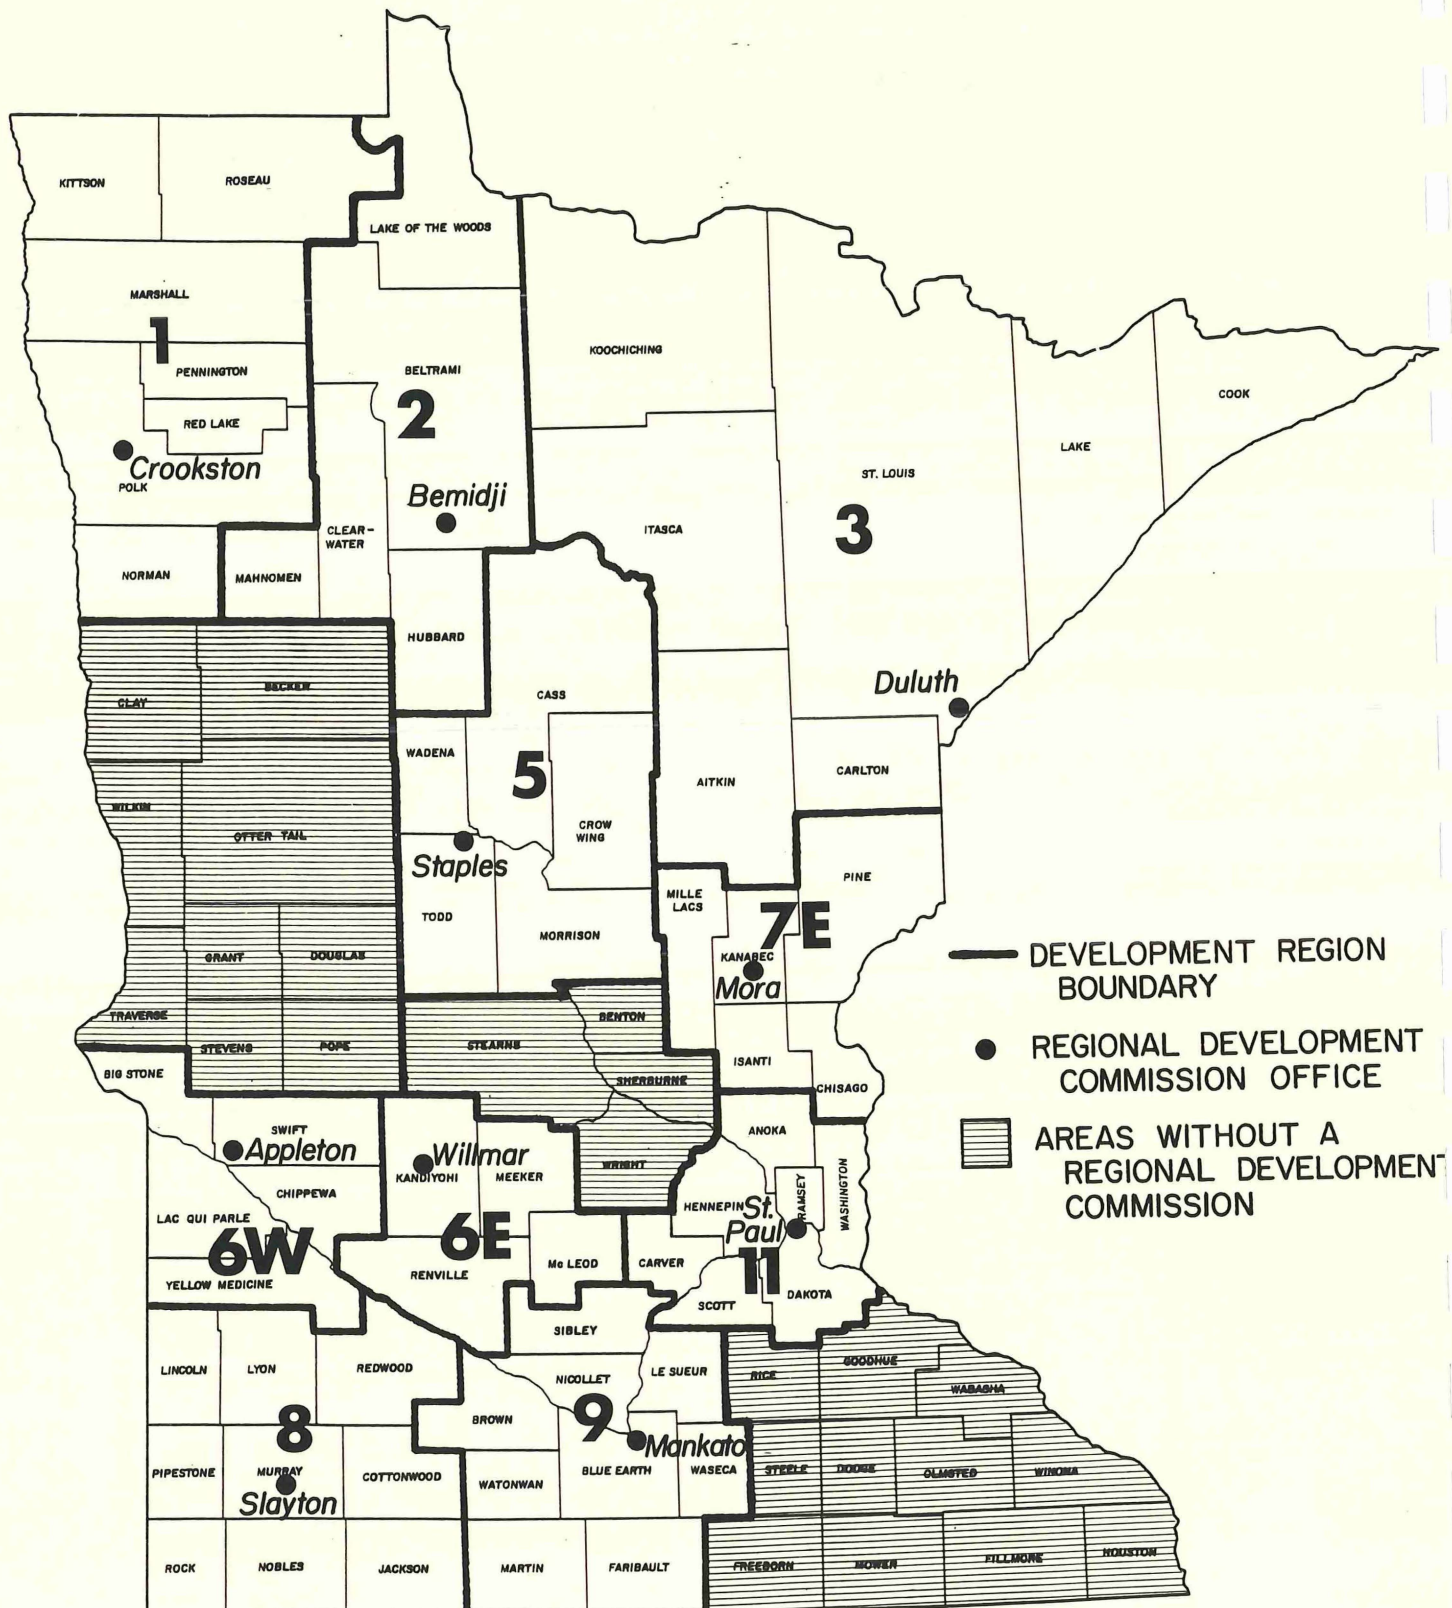 KITTSON
ROSEAU
LAKE OF THE WOODS
MARSHALL
1
PENNINGTON
RED LAKE
Crookston
POLK
NORMAN
MAHNOMEN
BELTRAMI
2
Bemidji
CLEAR-
WATER
HUBBARD
KOOCHICHING
ITASCA
ST. LOUIS
3
LAKE
COOK
Duluth
CARLTON
AITKIN
CLAY
BECKER
WILKIN
OTTER TAIL
GRANT
DOUGLAS
TRAVERSE
STEVENS
POPE
CASS
WADENA
5
CROW
WING
Staples
TODD
MORRISON
MILLE
LACS
PINE
7E
KANABEC
Mora
ISANTI
CHISAGO
BENTON
STEARNS
SHERBURNE
WRIGHT
BIG STONE
SWIFT
Appleton
CHIPPEWA
LAC QUI PARLE
6W
YELLOW MEDICINE
Willmar
KANDIYOHI
MEEKER
6E
RENVILLE
Mc LEOD
ANOKA
HENNEPIN
RAMSEY
WASHINGTON
St.
Paul
CARVER
11
SCOTT
DAKOTA
SIBLEY
LINCOLN
LYON
REDWOOD
8
PIPESTONE
MURRAY
COTTONWOOD
Slayton
ROCK
NOBLES
JACKSON
NICOLLET
LE SUEUR
BROWN
9
Mankato
WATONWAN
BLUE EARTH
WASECA
MARTIN
FARIBAULT
RICE
GOODHUE
WABASHA
STEELE
DODGE
OLMSTED
WINONA
FREEBORN
MOWER
FILLMORE
HOUSTON
DEVELOPMENT REGION
BOUNDARY
REGIONAL DEVELOPMENT
COMMISSION OFFICE
AREAS WITHOUT A
REGIONAL DEVELOPMENT
COMMISSION